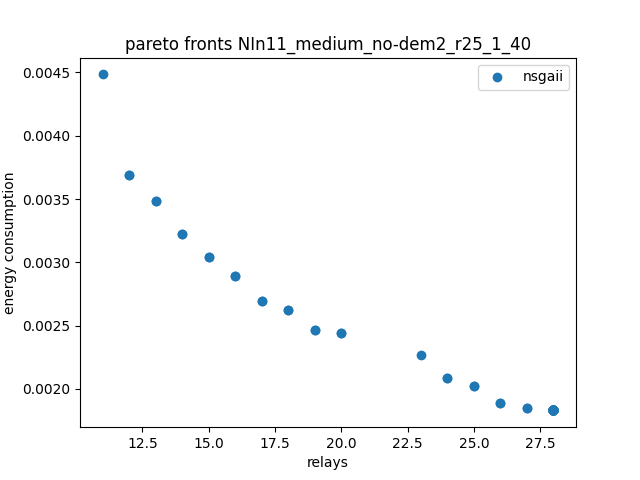 pareto fronts NIn11_medium_no-dem2_r25_1_40
nsgaii
energy consumption
0.0045
0.0040
0.0035
0.0030
0.0025
0.0020
12.5 15.0 17.5 20.0 22.5 25.0 27.5
relays